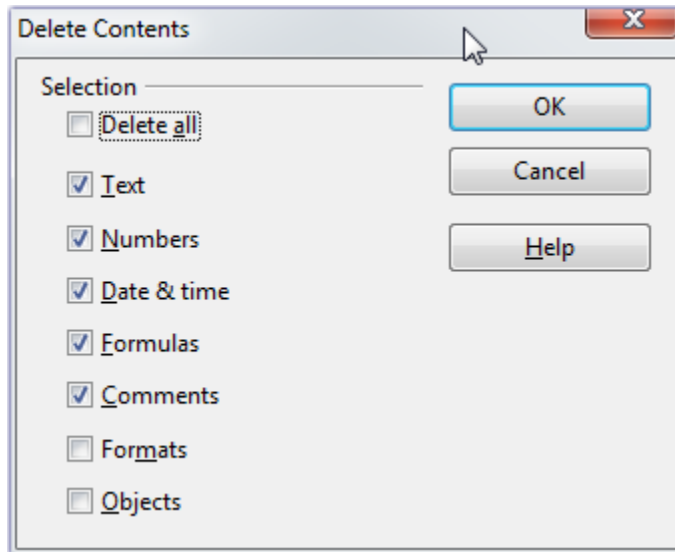 Delete Contents
Selection
Delete all
Text
Numbers
Date & time
Formulas
Comments
Formats
Objects
OK
Cancel
Help